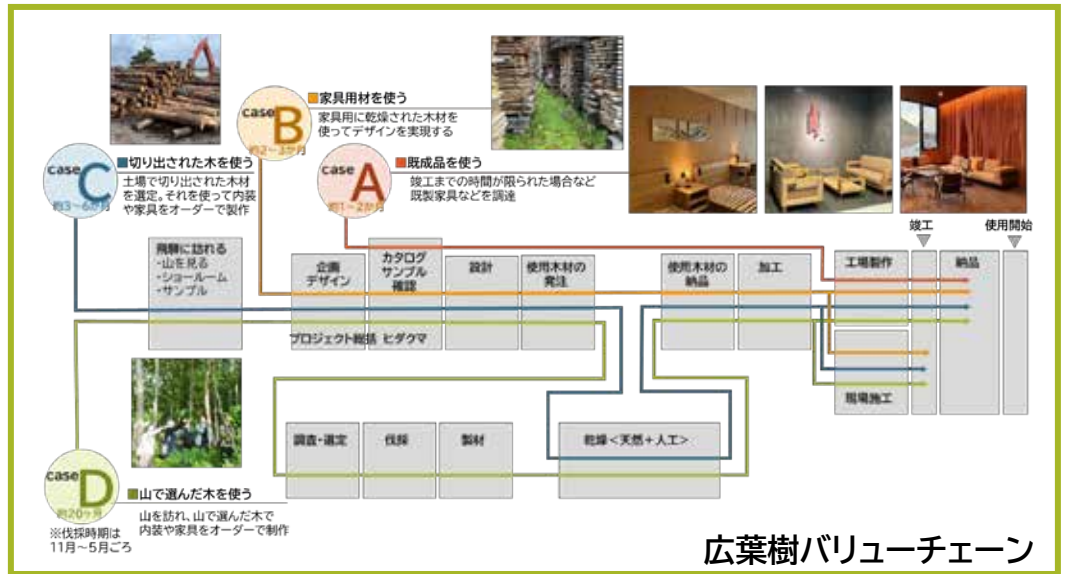 case B
約2～3か月
■家具用材を使う
家具用に乾燥された木材を
使ってデザインを実現する
case C
約3～6か月
■切り出された木を使う
土場で切り出された木材
を選定。それを使って内装
や家具をオーダーで製作
case A
約1～2か月
■既成品を使う
竣工までの時間が限られた場合など
既製家具などを調達
竣工
使用開始
飛騨に訪れる
・山を見る
・ショールーム
・サンプル
企画
デザイン
カタログ
サンプル
確認
設計
使用木材の
発注
使用木材の
納品
加工
工場製作
納品
プロジェクト総括 ヒダクマ
現場施工
調査・選定
伐採
製材
乾燥＜天然＋人工＞
case D
約20ヶ月
■山で選んだ木を使う
山を訪れ、山で選んだ木で
内装や家具をオーダーで制作
※伐採時期は
11月～5月ごろ
広葉樹バリューチェーン